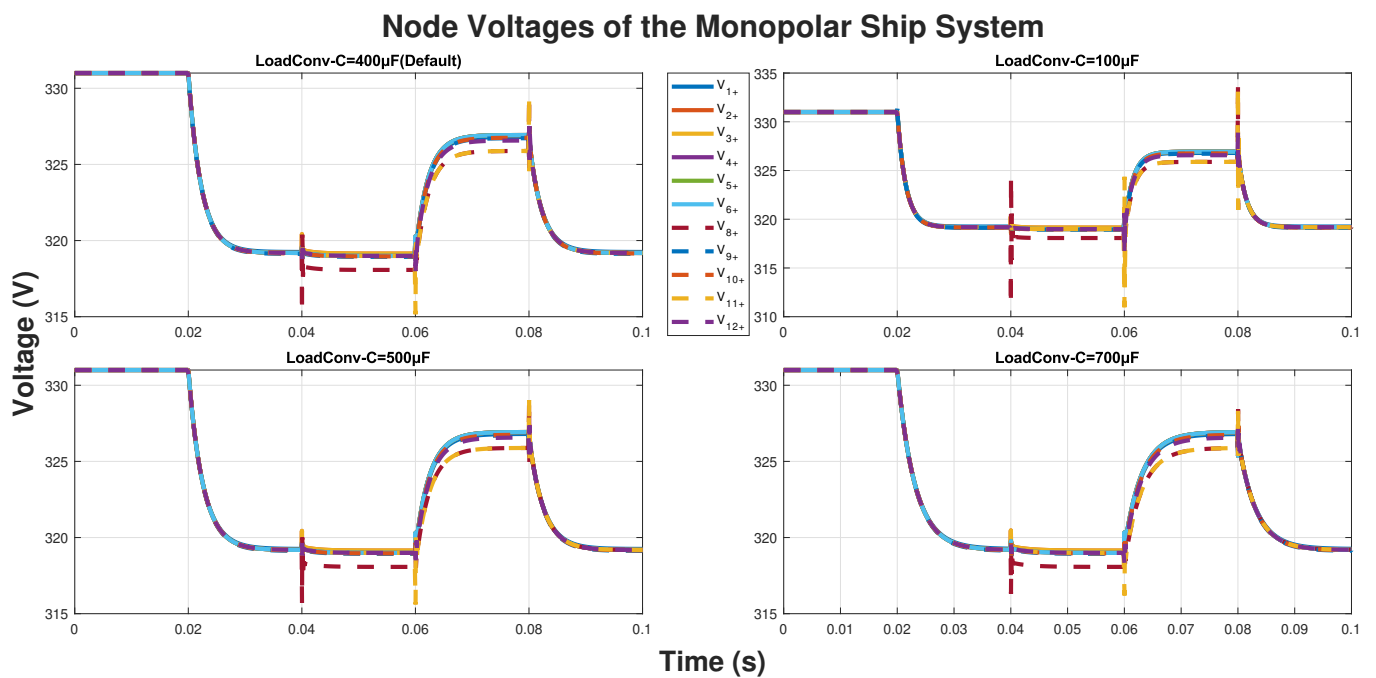 Node Voltages of the Monopolar Ship System
LoadConv-C=400µF(Default)
330
325
320
315
0 0.02 0.04 0.06 0.08 0.1
V1+
V2+
V3+
V4+
V5+
V6+
V8+
V9+
V10+
V11+
V12+
LoadConv-C=100µF
335
330
325
320
315
310
0 0.02 0.04 0.06 0.08 0.1
Voltage (V)
LoadConv-C=500µF
330
325
320
315
0 0.02 0.04 0.06 0.08 0.1
LoadConv-C=700µF
330
325
320
315
0 0.01 0.02 0.03 0.04 0.05 0.06 0.07 0.08 0.09 0.1
Time (s)